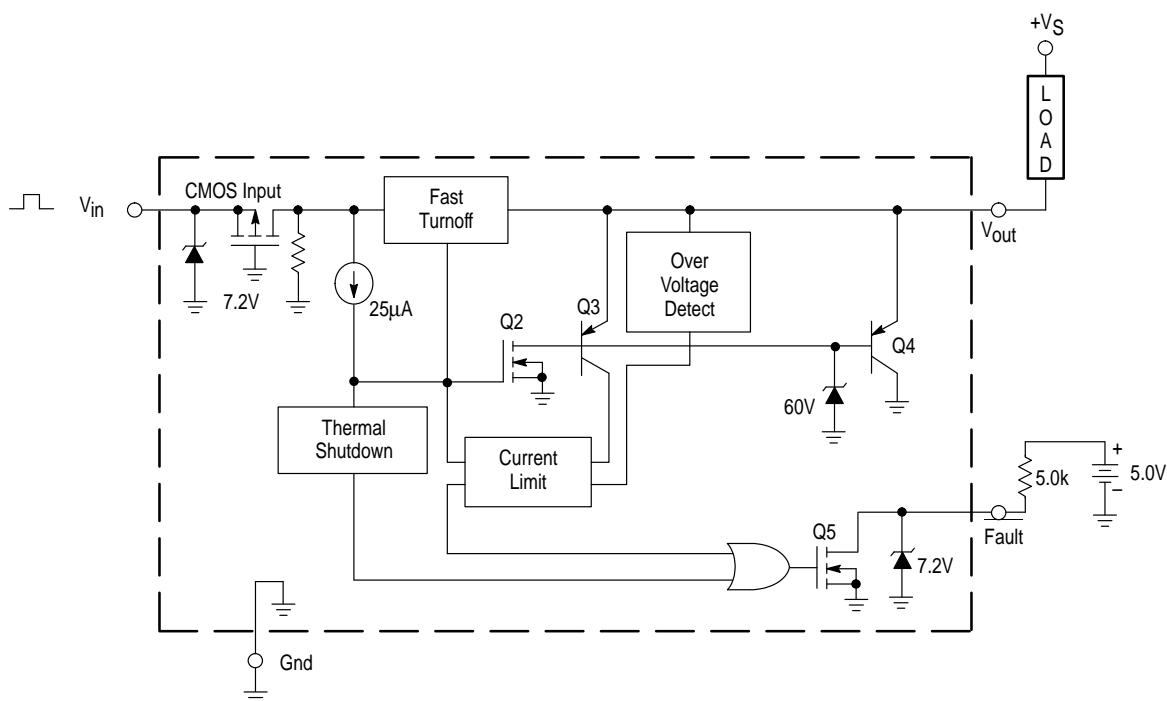 +VS
LOAD
CMOS Input
Fast
Turnoff
Vin
Vout
Over
Voltage
Detect
7.2V
25μA
Q3
Q2
Q4
60V
Thermal
Shutdown
Current
Limit
+
5.0k
5.0V
–
Q5
Fault
7.2V
Gnd